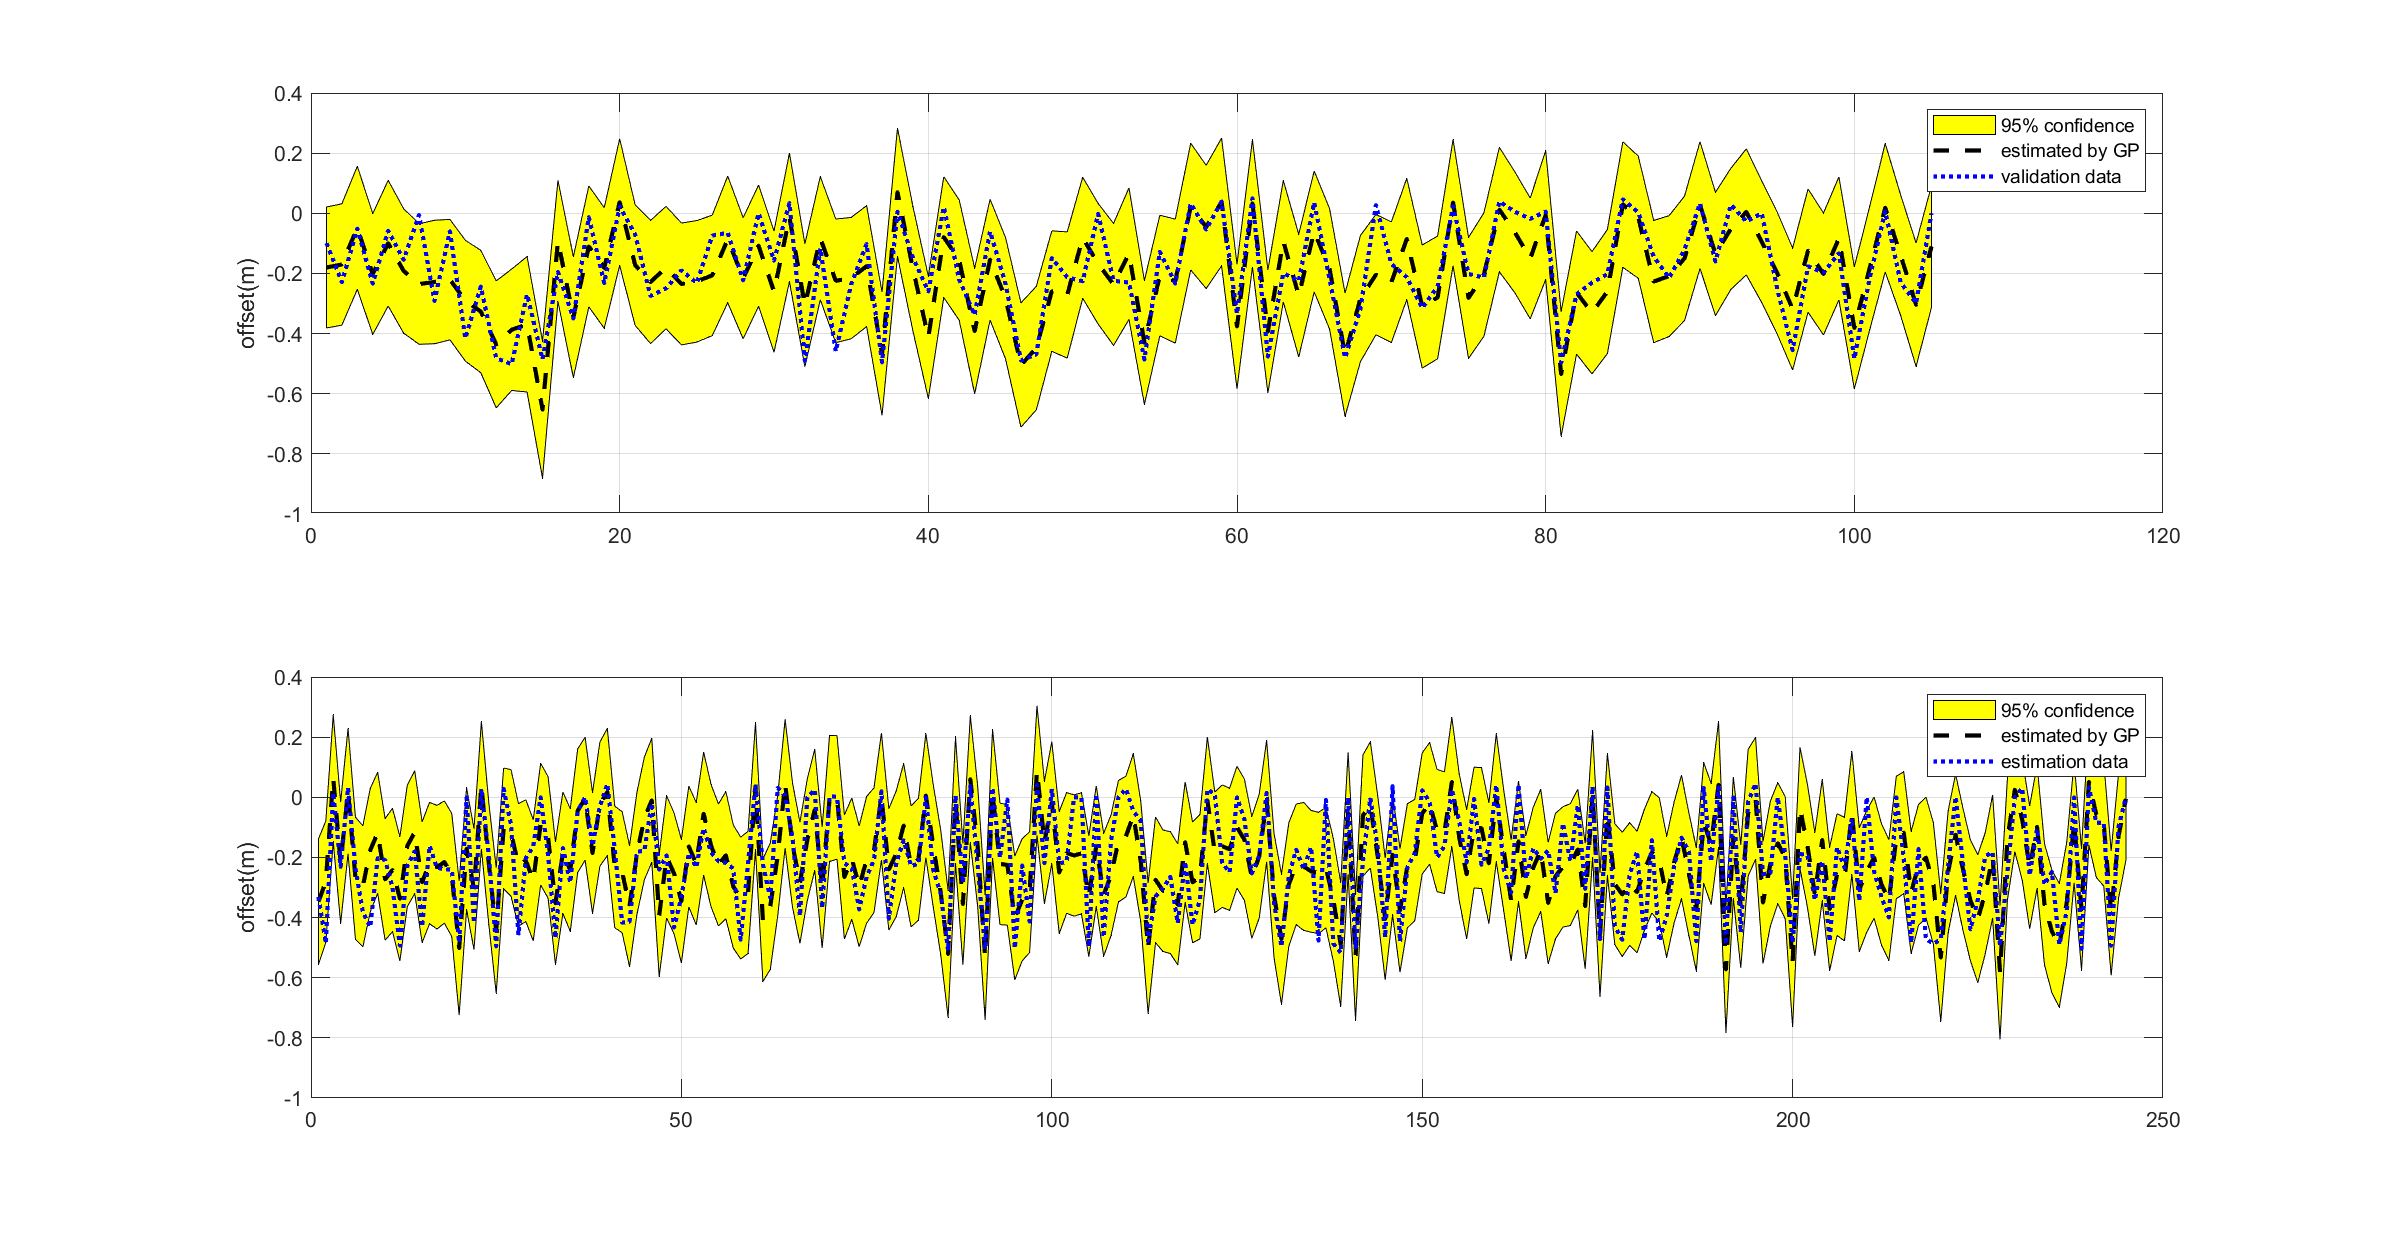 0.4
0.2
0
-0.2
-0.4
-0.6
-0.8
-1
offset(m)
95% confidence
estimated by GP
validation data
0 20 40 60 80 100 120
0.4
0.2
0
-0.2
-0.4
-0.6
-0.8
-1
offset(m)
95% confidence
estimated by GP
estimation data
0 50 100 150 200 250